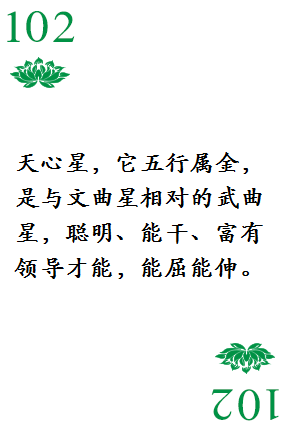 102
天心星，它五行属金，
是与文曲星相对的武曲
星，聪明、能干、富有
领导才能，能屈能伸。
102